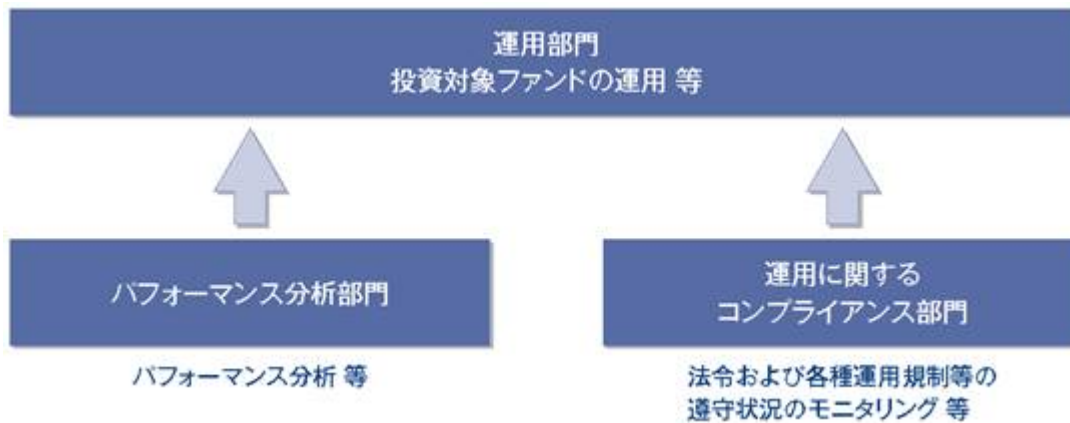 運用部門
投資対象ファンドの運用 等
パフォーマンス分析部門
パフォーマンス分析 等
運用に関する
コンプライアンス部門
法令および各種運用規制等の
遵守状況のモニタリング 等